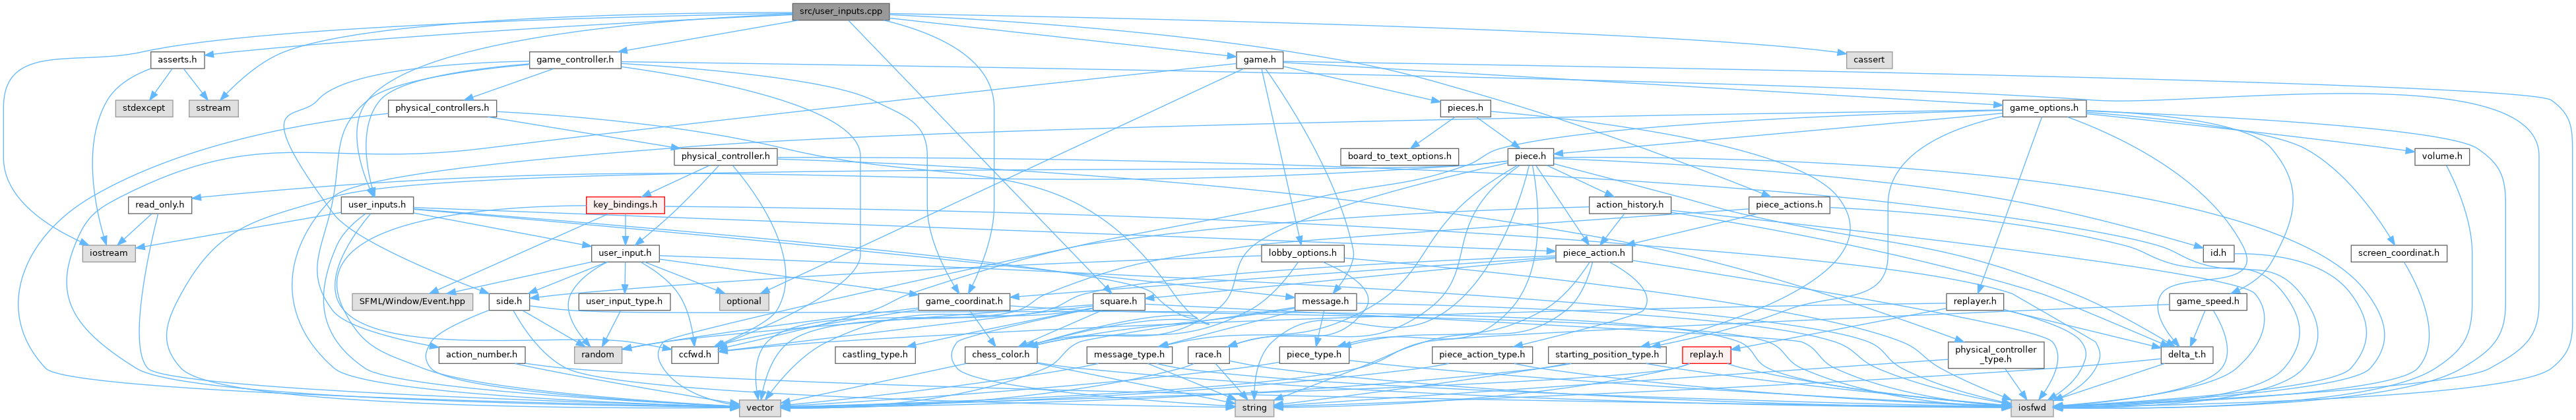 src/user_inputs.cpp
asserts.h
game_controller.h
game.h
cassert
stdexcept
sstream
physical_controllers.h
pieces.h
game_options.h
physical_controller.h
board_to_text_options.h
piece.h
volume.h
read_only.h
user_inputs.h
key_bindings.h
action_history.h
piece_actions.h
iostream
user_input.h
lobby_options.h
piece_action.h
id.h
screen_coordinat.h
SFML/Window/Event.hpp
side.h
user_input_type.h
optional
game_coordinat.h
square.h
message.h
replayer.h
game_speed.h
action_number.h
random
ccfwd.h
castling_type.h
chess_color.h
message_type.h
race.h
piece_type.h
piece_action_type.h
starting_position_type.h
replay.h
physical_controller
_type.h
delta_t.h
vector
string
iosfwd